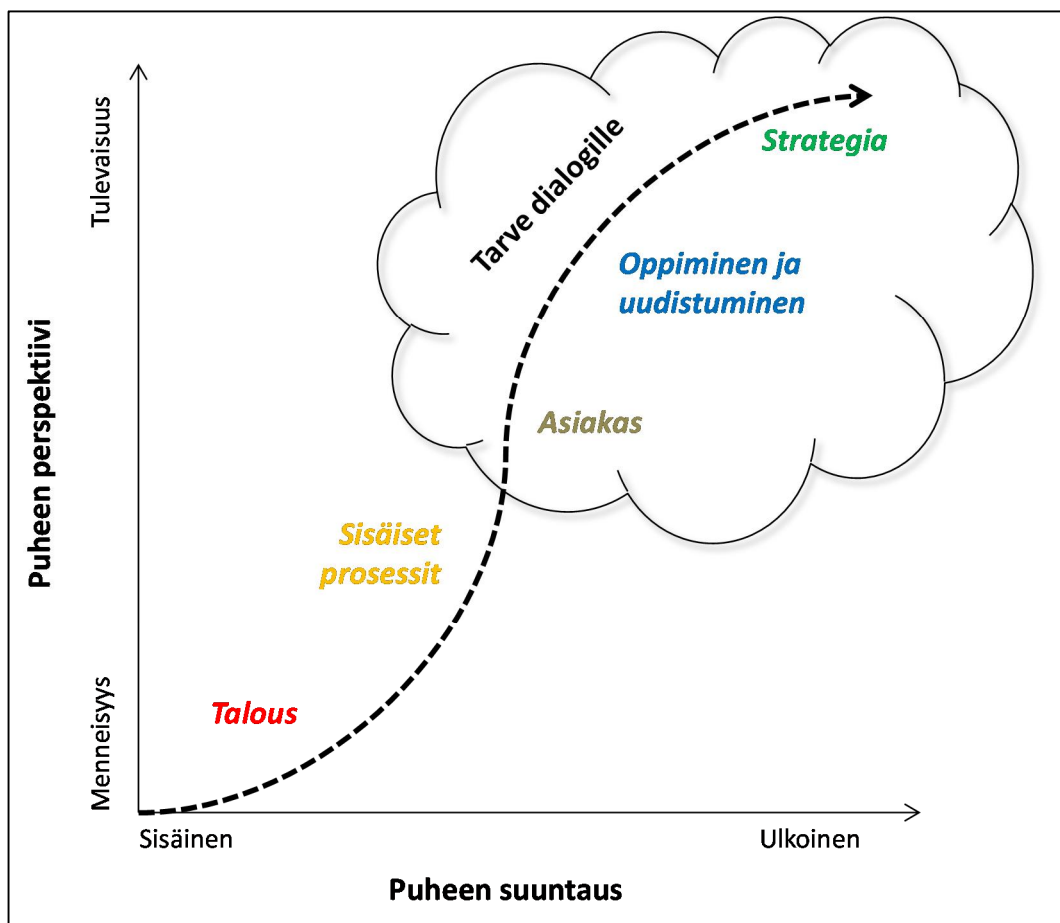 Tulevaisuus
Puheen perspektiivi
Menneisyys
Tarve dialogille
Strategia
Oppiminen ja
uudistuminen
Asiakas
Sisäiset
prosessit
Talous
Sisäinen
Ulkoinen
Puheen suuntaus